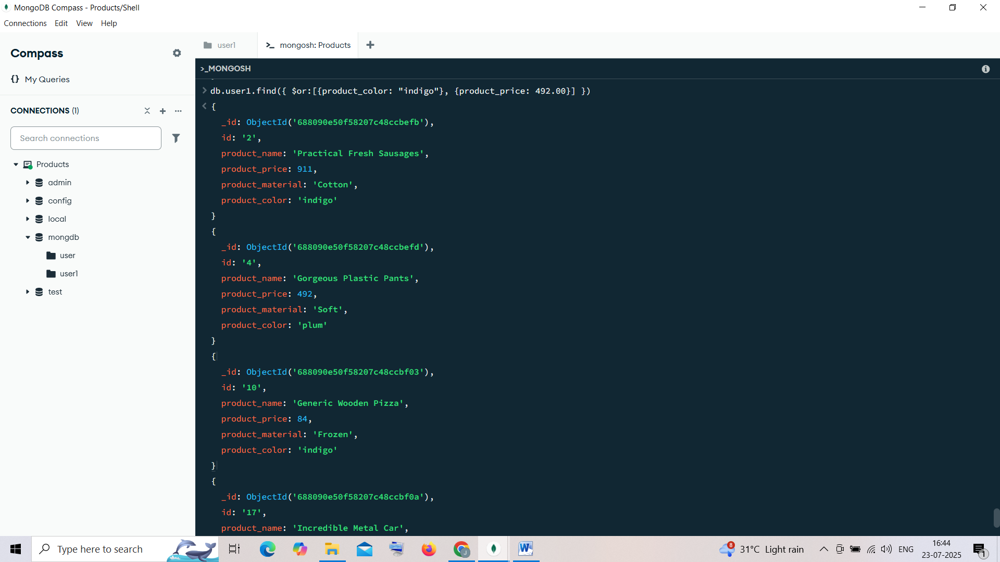 MongoDB Compass - Products/Shell
Connections Edit View Help
Compass
{} My Queries
CONNECTIONS (1)
Search connections
Products
admin
config
local
mongdb
user
user1
test
user1
>_ mongosh: Products
>_MONGOSH
> db.user1.find({ $or:[{product_color: "indigo"}, {product_price: 492.00}] })
< {
_id: ObjectId('688090e50f58207c48ccbefb'),
id: '2',
product_name: 'Practical Fresh Sausages',
product_price: 911,
product_material: 'Cotton',
product_color: 'indigo'
}
{
_id: ObjectId('688090e50f58207c48ccbefd'),
id: '4',
product_name: 'Gorgeous Plastic Pants',
product_price: 492,
product_material: 'Soft',
product_color: 'plum'
}
{
_id: ObjectId('688090e50f58207c48ccbf03'),
id: '10',
product_name: 'Generic Wooden Pizza',
product_price: 84,
product_material: 'Frozen',
product_color: 'indigo'
}
{
_id: ObjectId('688090e50f58207c48ccbf0a'),
id: '17',
product_name: 'Incredible Metal Car',
Type here to search
8
31°C Light rain
ENG
16:44
23-07-2025
1